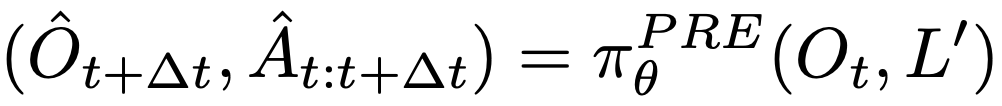 (Ô_{t+Δt}, Â_{t:t+Δt}) = π_θ^{PRE}(O_t, L′)